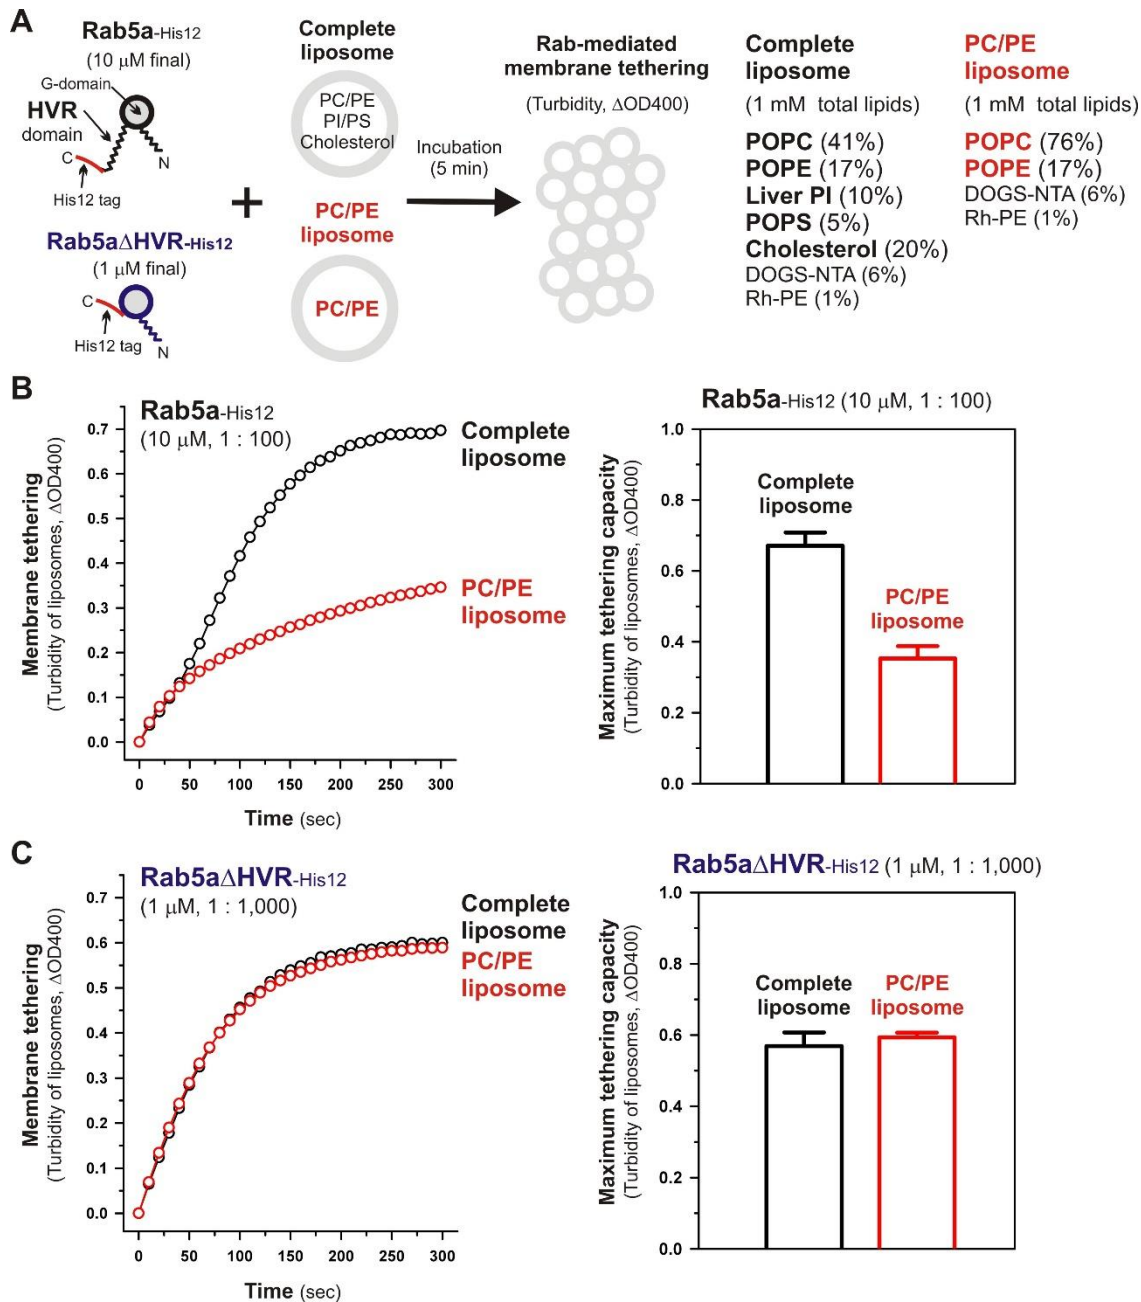 A
Rab5a-His12
(10 μM final)
G-domain
HVR
domain
C
N
His12 tag
Rab5aΔHVR-His12
(1 μM final)
C
N
His12 tag
+
Complete
liposome
PC/PE
PI/PS
Cholesterol
PC/PE
liposome
PC/PE
Incubation
(5 min)
Rab-mediated
membrane tethering
(Turbidity, ΔOD400)
Complete
liposome
(1 mM total lipids)
POPC (41%)
POPE (17%)
Liver PI (10%)
POPS (5%)
Cholesterol (20%)
DOGS-NTA (6%)
Rh-PE (1%)
PC/PE
liposome
(1 mM total lipids)
POPC (76%)
POPE (17%)
DOGS-NTA (6%)
Rh-PE (1%)
B
Rab5a-His12
(10 μM, 1 : 100)
Membrane tethering
(Turbidity of liposomes, ΔOD400)
0.7
0.6
0.5
0.4
0.3
0.2
0.1
0.0
0 50 100 150 200 250 300
Time (sec)
Complete
liposome
PC/PE
liposome
Rab5a-His12 (10 μM, 1 : 100)
Maximum tethering capacity
(Turbidity of liposomes, ΔOD400)
1.0
0.8
0.6
0.4
0.2
0.0
Complete
liposome
PC/PE
liposome
C
Rab5aΔHVR-His12
(1 μM, 1 : 1,000)
Membrane tethering
(Turbidity of liposomes, ΔOD400)
0.7
0.6
0.5
0.4
0.3
0.2
0.1
0.0
0 50 100 150 200 250 300
Time (sec)
Complete
liposome
PC/PE
liposome
Rab5aΔHVR-His12 (1 μM, 1 : 1,000)
Maximum tethering capacity
(Turbidity of liposomes, ΔOD400)
1.0
0.8
0.6
0.4
0.2
0.0
Complete
liposome
PC/PE
liposome